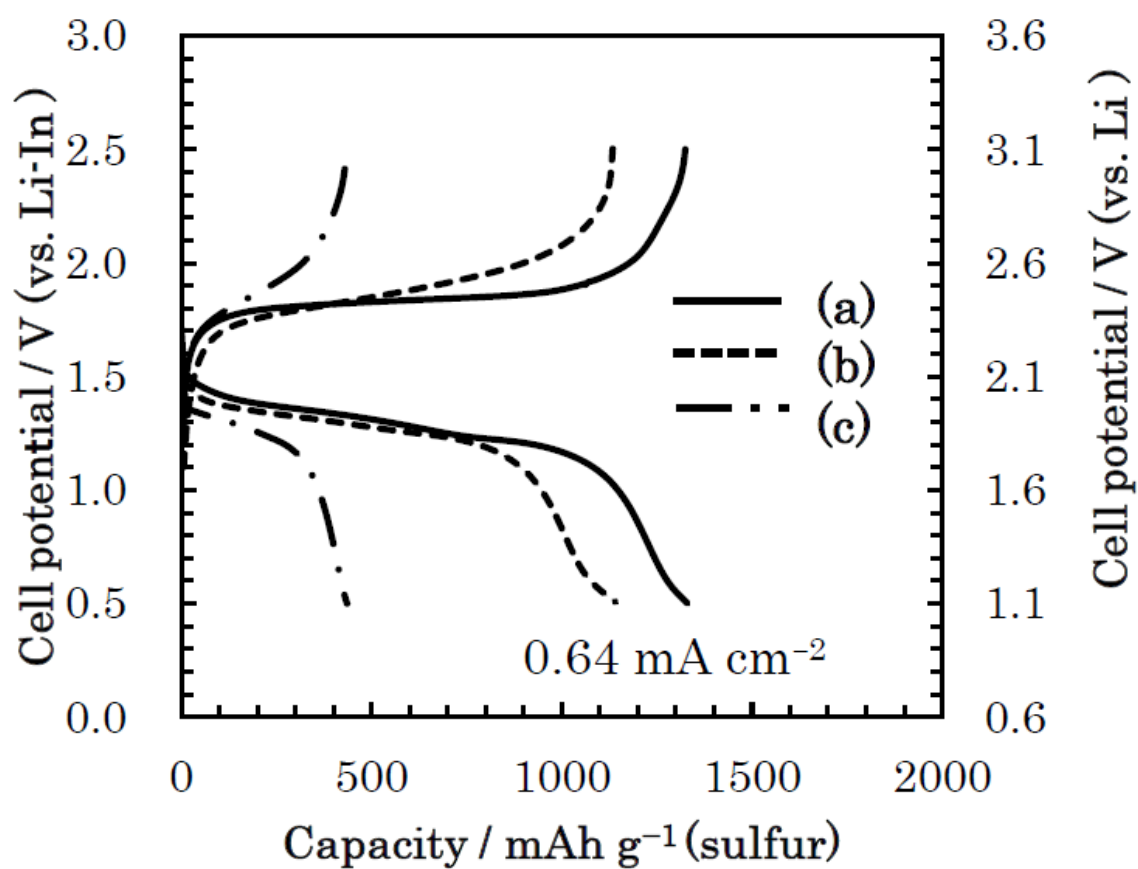 Cell potential / V (vs. Li-In )
3.0
2.5
2.0
1.5
1.0
0.5
0.0
3.6
3.1
2.6
2.1
1.6
1.1
0.6
Cell potential / V (vs. Li)
(a)
(b)
(c)
0.64 mA cm⁻²
0
500
1000
1500
2000
Capacity / mAh g⁻¹ (sulfur)